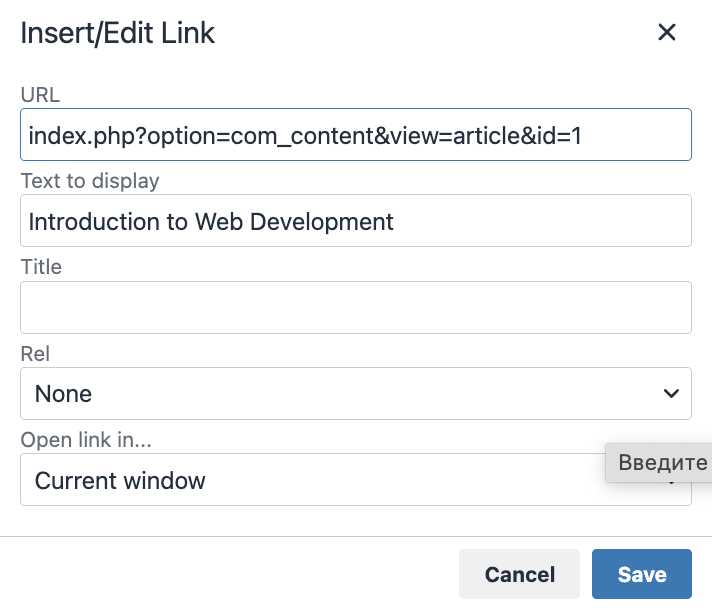 Insert/Edit Link
URL
index.php?option=com_content&view=article&id=1
Text to display
Introduction to Web Development
Title
Rel
None
Open link in...
Введите
Current window
Cancel
Save